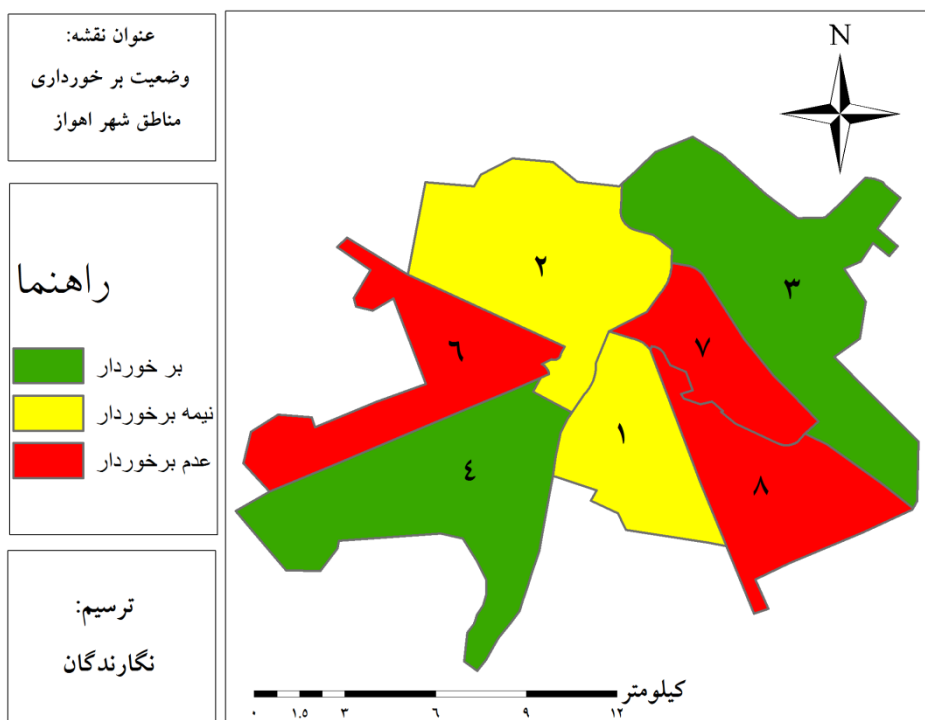 عنوان نقشه:
وضعیت بر خورداری
مناطق شهر اهواز
راهنما
بر خوردار
نیمه برخوردار
عدم برخوردار
ترسیم:
نگارندگان
N
۲
۳
۷
٦
۱
٤
۸
کیلومتر
۰ ۱.٥ ۳ ٦ ۹ ۱۲